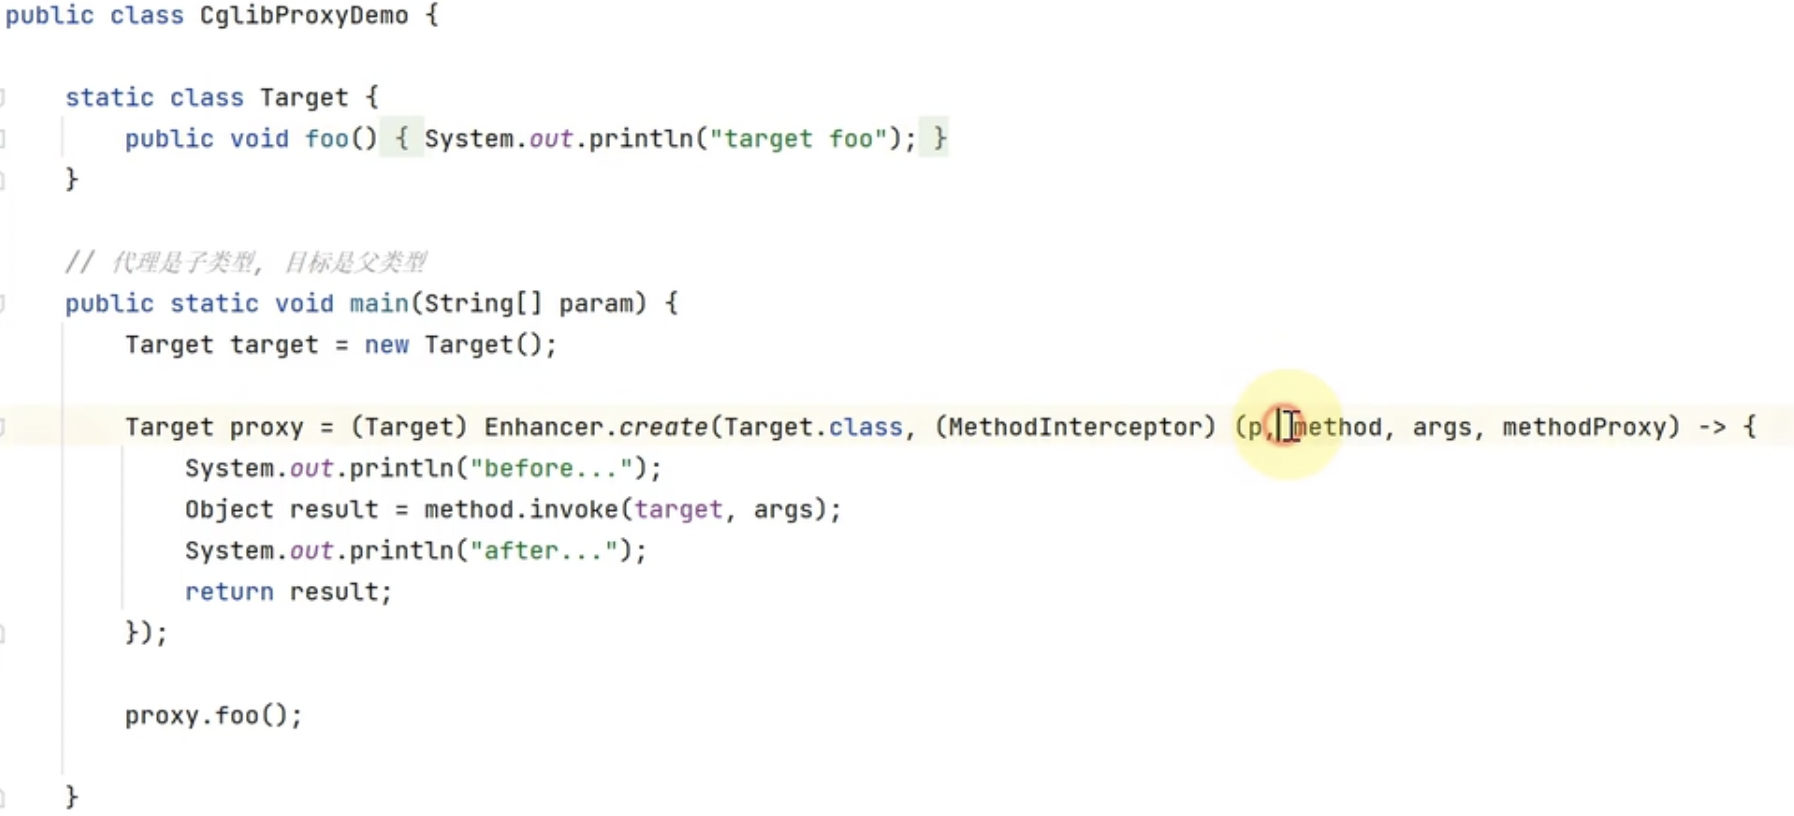 public class CglibProxyDemo {
static class Target {
public void foo() { System.out.println("target foo"); }
}
// 代理是子类型, 目标是父类型
public static void main(String[] param) {
Target target = new Target();
Target proxy = (Target) Enhancer.create(Target.class, (MethodInterceptor) (p, method, args, methodProxy) -> {
System.out.println("before...");
Object result = method.invoke(target, args);
System.out.println("after...");
return result;
});
proxy.foo();
}